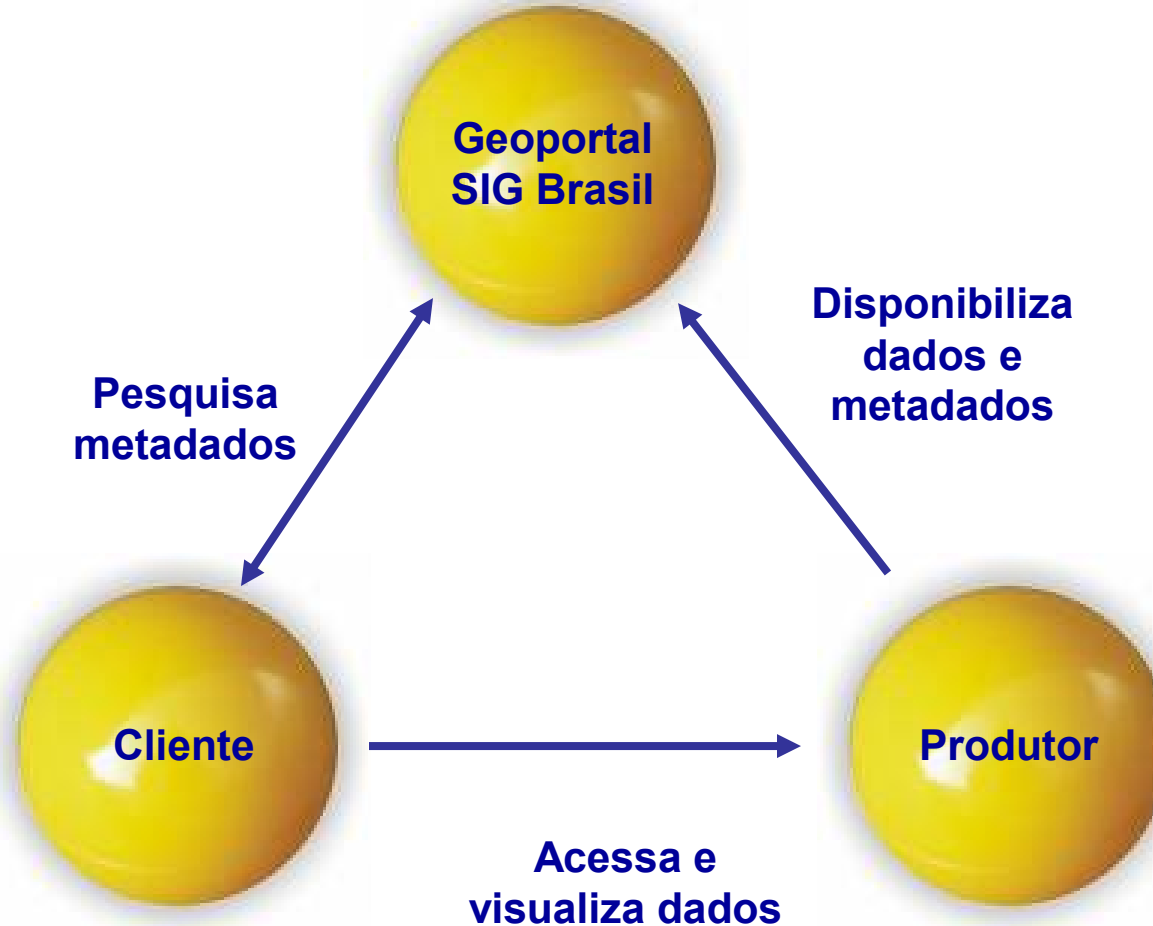 Geoportal
SIG Brasil
Disponibiliza
dados e
metadados
Pesquisa
metadados
Cliente
Produtor
Acessa e
visualiza dados